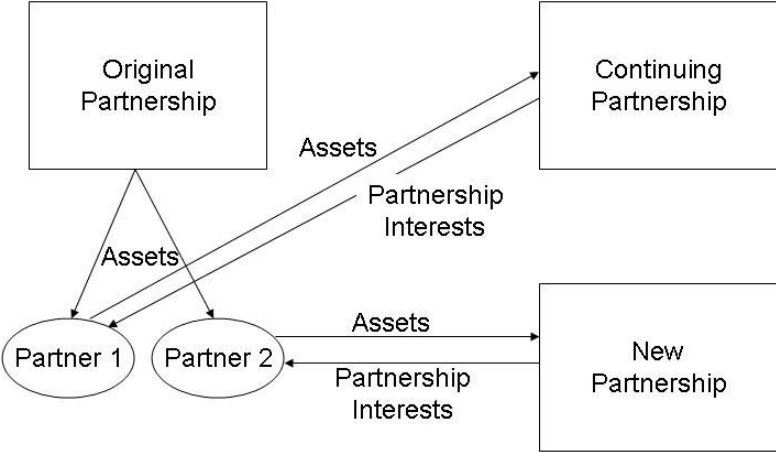 Original
Partnership
Continuing
Partnership
Assets
Partnership
Interests
Assets
Partner 1
Partner 2
Assets
Partnership
Interests
New
Partnership